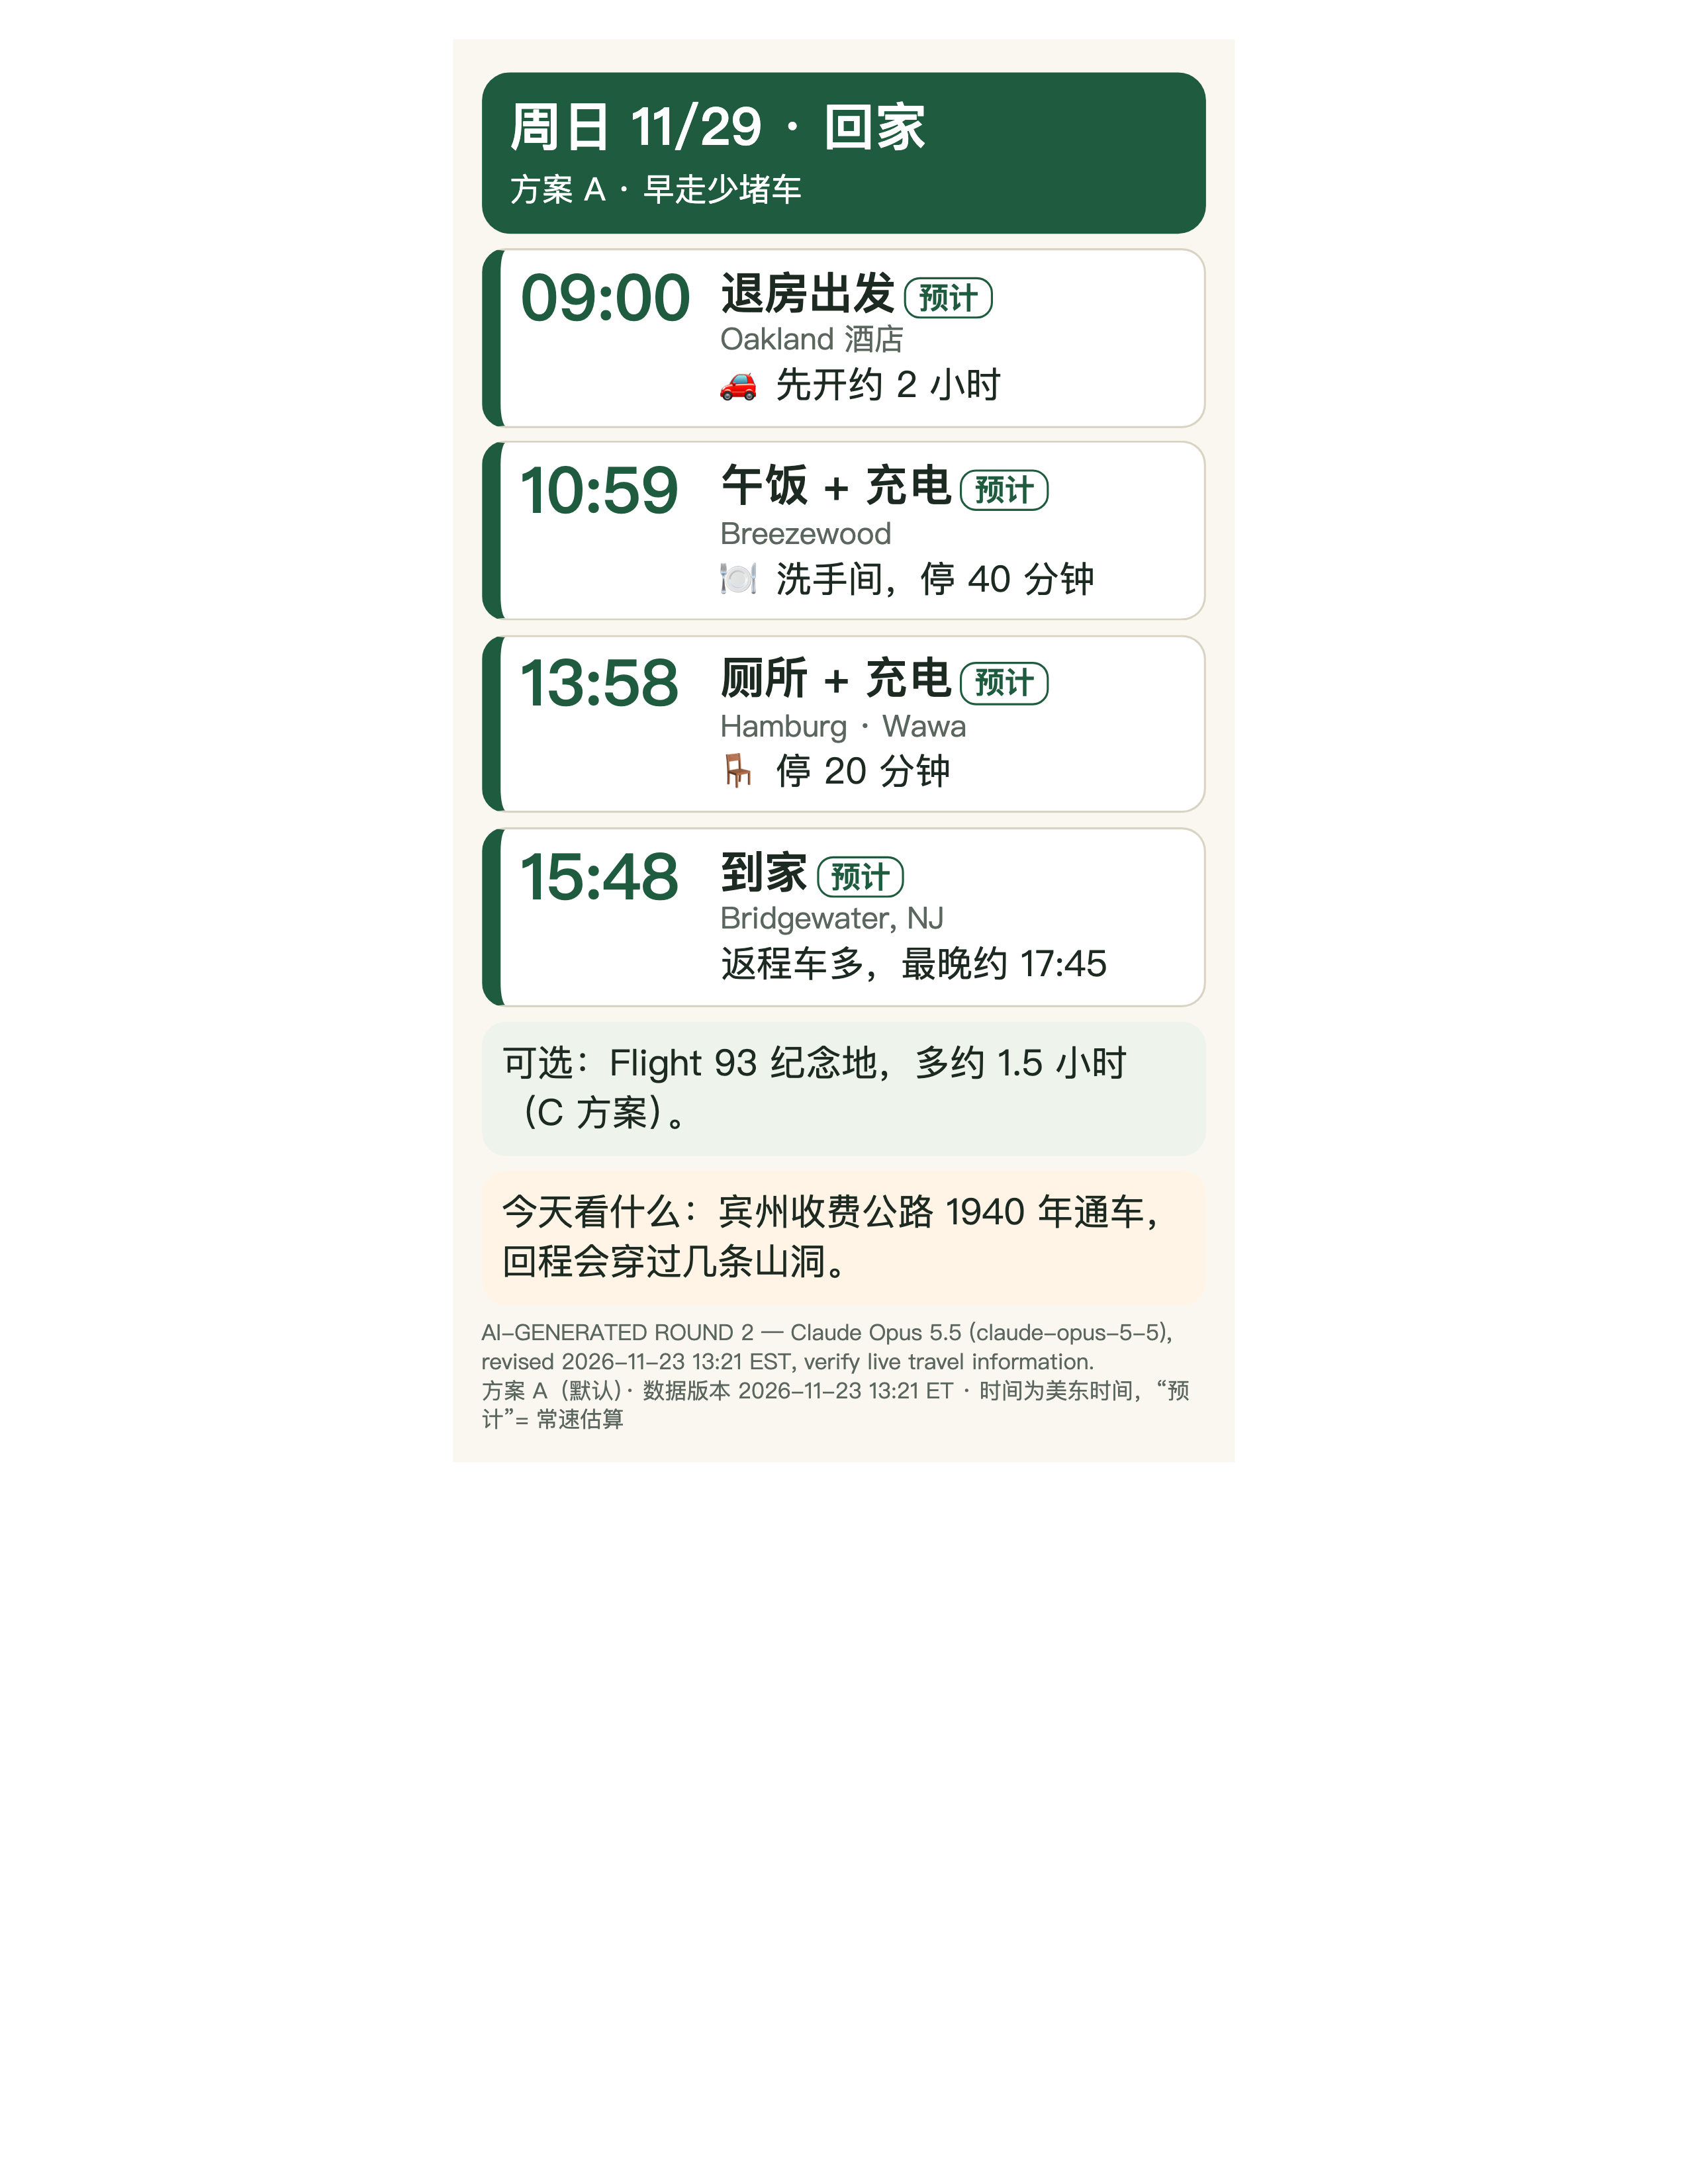 周日 11/29 · 回家
方案 A · 早走少堵车
09:00 退房出发 预计
Oakland 酒店
先开约 2 小时
10:59 午饭 + 充电 预计
Breezewood
洗手间，停 40 分钟
13:58 厕所 + 充电 预计
Hamburg · Wawa
停 20 分钟
15:48 到家 预计
Bridgewater, NJ
返程车多，最晚约 17:45
可选：Flight 93 纪念地，多约 1.5 小时
（C 方案）。
今天看什么：宾州收费公路 1940 年通车，
回程会穿过几条山洞。
AI-GENERATED ROUND 2 — Claude Opus 5.5 (claude-opus-5-5),
revised 2026-11-23 13:21 EST, verify live travel information.
方案 A（默认）· 数据版本 2026-11-23 13:21 ET · 时间为美东时间，“预
计”= 常速估算